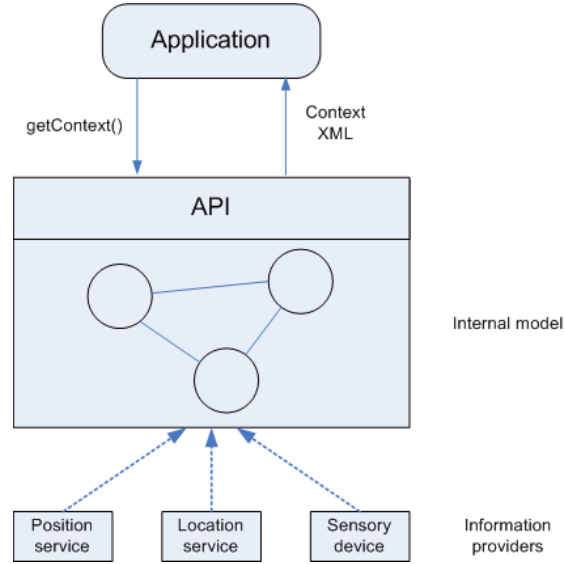 Application
getContext()
Context
XML
API
Internal model
Position
service
Location
service
Sensory
device
Information
providers